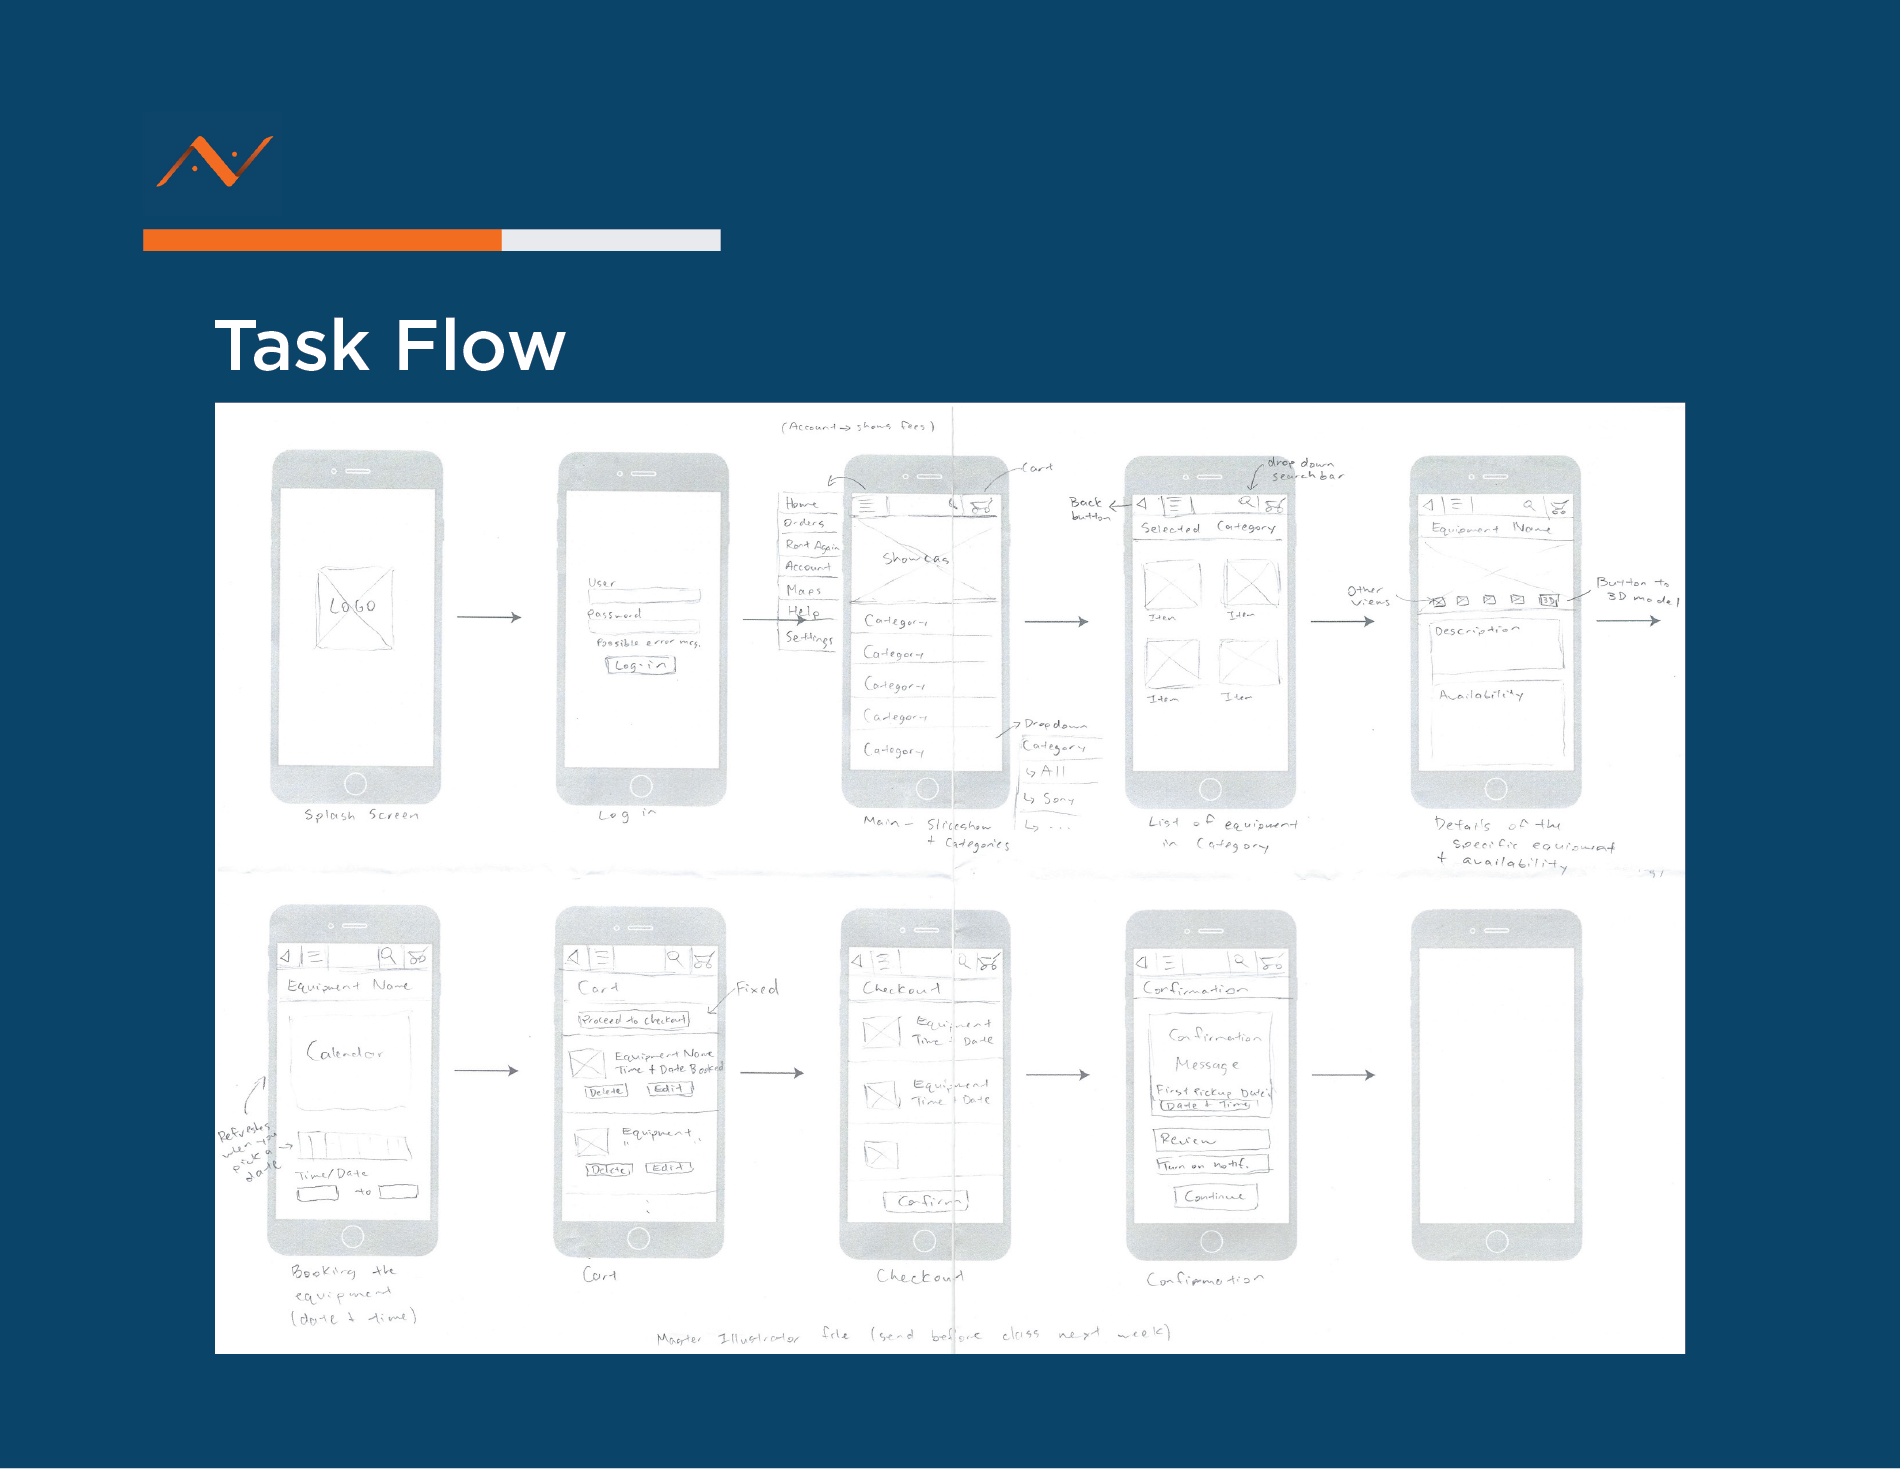 Task Flow
(Account → shows fees)
LOGO
Splash Screen
User
Password
Possible error msg.
Log-in
Log in
Home
Orders
Rent Again
Account
Maps
Help
Settings
Cart
Showcas
Category
Category
Category
Category
Category
Dropdown
Category
↳ All
↳ Sony
↳ ...
Main - Slideshow
+ Categories
Back
button
drop down
search bar
Selected Category
Item Item
Item Item
List of equipment
in Category
Equipment Name
Other
views
3D
Button to
3D model
Description
Availability
Details of the
specific equipment
+ availability
Equipment Name
Calendar
Refreshes
when
pick a
date
Time/Date
to
Booking the
equipment
(date + time)
Cart
Fixed
Proceed to checkout
Equipment Name
Time + Date Booked
Delete Edit
Equipment
" "
Delete Edit
Cart
Checkout
Equipment
Time + Date
Equipment
Time + Date
Confirm
Checkout
Confirmation
Confirmation
Message
First Pickup Date:
Date + Time
Review
Turn on notif.
Continue
Confirmation
Master Illustrator file (send before class next week)